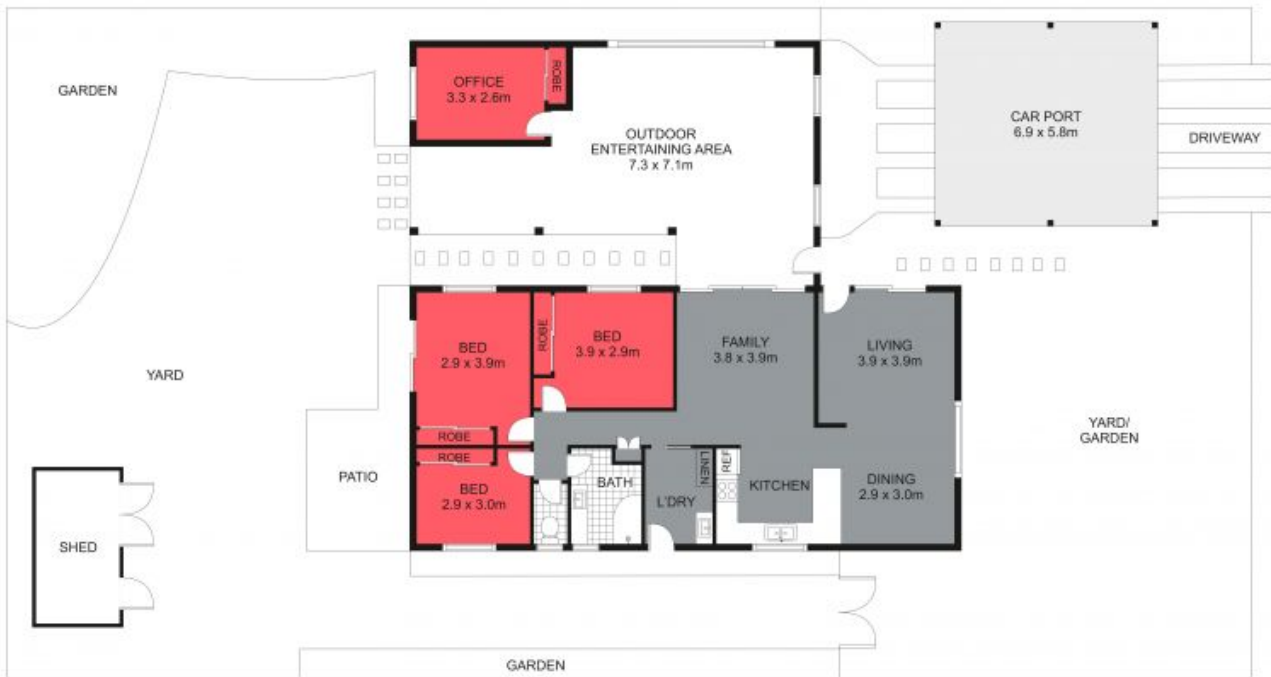 GARDEN
OFFICE
3.3 x 2.6m
ROBE
OUTDOOR
ENTERTAINING AREA
7.3 x 7.1m
CAR PORT
6.9 x 5.8m
DRIVEWAY
BED
2.9 x 3.9m
ROBE
ROBE
BED
3.9 x 2.9m
FAMILY
3.8 x 3.9m
LIVING
3.9 x 3.9m
YARD
YARD/
GARDEN
ROBE
BED
2.9 x 3.0m
PATIO
BATH
L'DRY
LINEN
REF
KITCHEN
DINING
2.9 x 3.0m
SHED
GARDEN